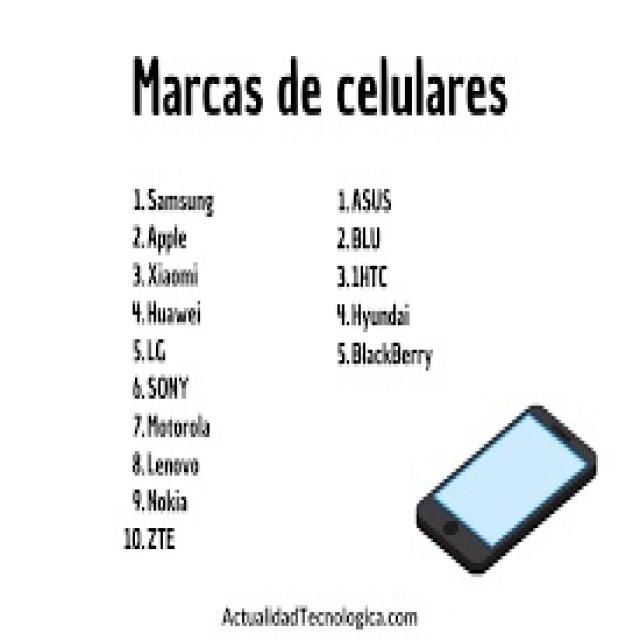 Marcas de celulares
1. Samsung
2. Apple
3. Xiaomi
4. Huawei
5. LG
6. SONY
7. Motorola
8. Lenovo
9. Nokia
10. ZTE
1. ASUS
2. BLU
3. 1HTC
4. Hyundai
5. BlackBerry
ActualidadTecnologica.com